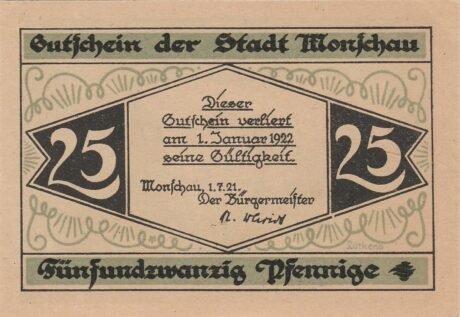 Gutschein der Stadt Monschau
Dieser
Gutschein verliert
am 1. Januar 1922
seine Gültigkeit.
25
25
Monschau, 1.7.21.
Der Bürgermeister
Fünfundzwanzig Pfennige